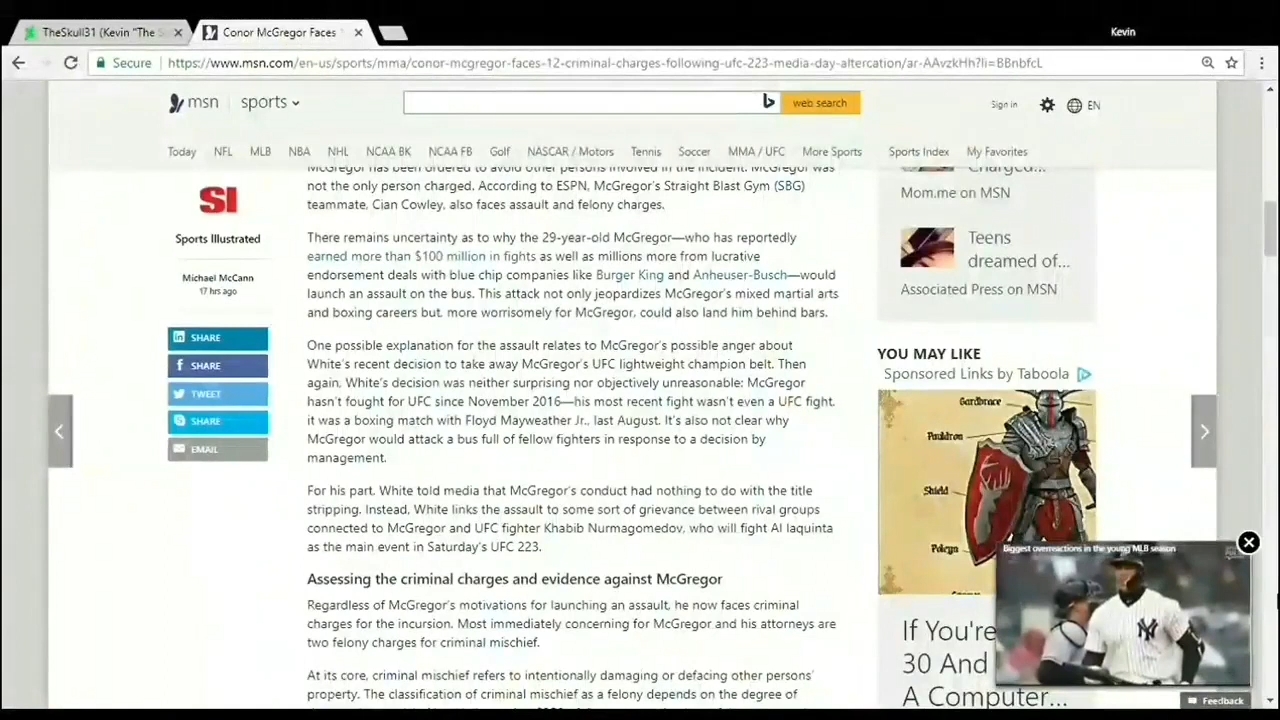 TheSkull31 (Kevin "The S
Conor McGregor Faces
Kevin
Secure
https://www.msn.com/en-us/sports/mma/conor-mcgregor-faces-12-criminal-charges-following-ufc-223-media-day-altercation/ar-AAvzkHh?li=BBnbfcL
msn sports
web search
Sign in
EN
Today NFL MLB NBA NHL NCAA BK NCAA FB Golf NASCAR / Motors Tennis Soccer MMA / UFC More Sports Sports Index My Favorites
SI
Sports Illustrated
Michael McCann
17 hrs ago
in SHARE
f SHARE
TWEET
SHARE
EMAIL
McGregor has been ordered to avoid other persons involved in the incident. McGregor was
not the only person charged. According to ESPN, McGregor's Straight Blast Gym (SBG)
teammate, Cian Cowley, also faces assault and felony charges.
There remains uncertainty as to why the 29-year-old McGregor—who has reportedly
earned more than $100 million in fights as well as millions more from lucrative
endorsement deals with blue chip companies like Burger King and Anheuser-Busch—would
launch an assault on the bus. This attack not only jeopardizes McGregor's mixed martial arts
and boxing careers but, more worrisomely for McGregor, could also land him behind bars.
One possible explanation for the assault relates to McGregor's possible anger about
White's recent decision to take away McGregor's UFC lightweight champion belt. Then
again, White's decision was neither surprising nor objectively unreasonable: McGregor
hasn't fought for UFC since November 2016—his most recent fight wasn't even a UFC fight,
it was a boxing match with Floyd Mayweather Jr., last August. It's also not clear why
McGregor would attack a bus full of fellow fighters in response to a decision by
management.
For his part, White told media that McGregor's conduct had nothing to do with the title
stripping. Instead, White links the assault to some sort of grievance between rival groups
connected to McGregor and UFC fighter Khabib Nurmagomedov, who will fight Al Iaquinta
as the main event in Saturday's UFC 223.
Assessing the criminal charges and evidence against McGregor
Regardless of McGregor's motivations for launching an assault, he now faces criminal
charges for the incursion. Most immediately concerning for McGregor and his attorneys are
two felony charges for criminal mischief.
At its core, criminal mischief refers to intentionally damaging or defacing other persons'
property. The classification of criminal mischief as a felony depends on the degree of
Charged...
Mom.me on MSN
Teens
dreamed of...
Associated Press on MSN
YOU MAY LIKE
Sponsored Links by Taboola
Gardbrace
Pauldron
Shield
Poleyn
Biggest overreactions in the young MLB season
If You're
30 And
A Computer...
Feedback